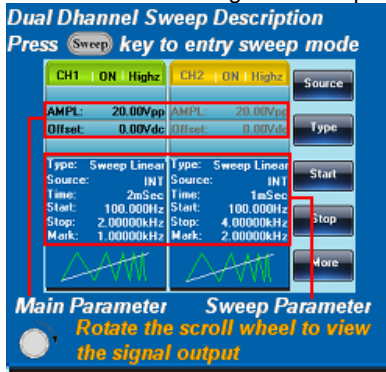 Dual Dhannel Sweep Description
Press Sweep key to entry sweep mode
CH1 ON Highz CH2 ON Highz
Source
AMPL: 20.00Vpp AMPL: 20.00Vpp
Offset: 0.00Vdc Offset: 0.00Vdc
Type
Type: Sweep Linear Type: Sweep Linear
Source: INT Source: INT
Start
Time: 2mSec Time: 1mSec
Start: 100.000Hz Start: 100.000Hz
Stop: 2.00000kHz Stop: 4.00000kHz
Stop
Mark: 1.00000kHz Mark: 2.00000kHz
More
Main Parameter Sweep Parameter
Rotate the scroll wheel to view
the signal output